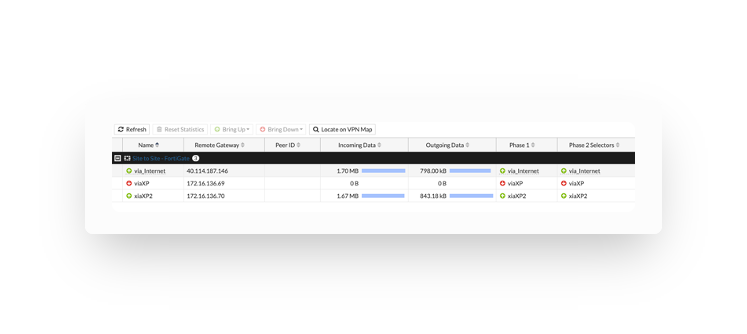 Refresh Reset Statistics Bring Up Bring Down Locate on VPN Map
Name Remote Gateway Peer ID Incoming Data Outgoing Data Phase 1 Phase 2 Selectors
Site to Site - FortiGate 3
via_Internet 40.114.187.146 1.70 MB 798.00 kB via_Internet via_Internet
viaXP 172.16.136.69 0 B 0 B viaXP viaXP
xiaXP2 172.16.136.70 1.67 MB 843.18 kB xiaXP2 xiaXP2